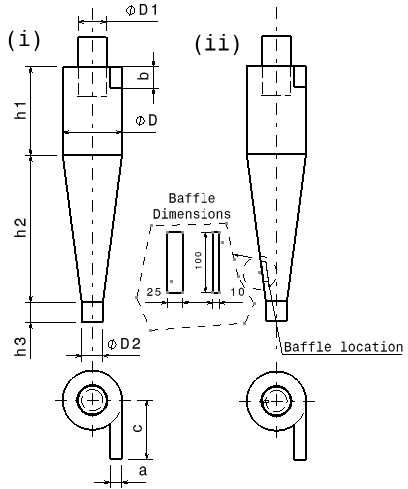 (i)
ϕD1
(ii)
b
h1
ϕD
h2
Baffle
Dimensions
100
25
10
h3
ϕD2
Baffle location
c
a